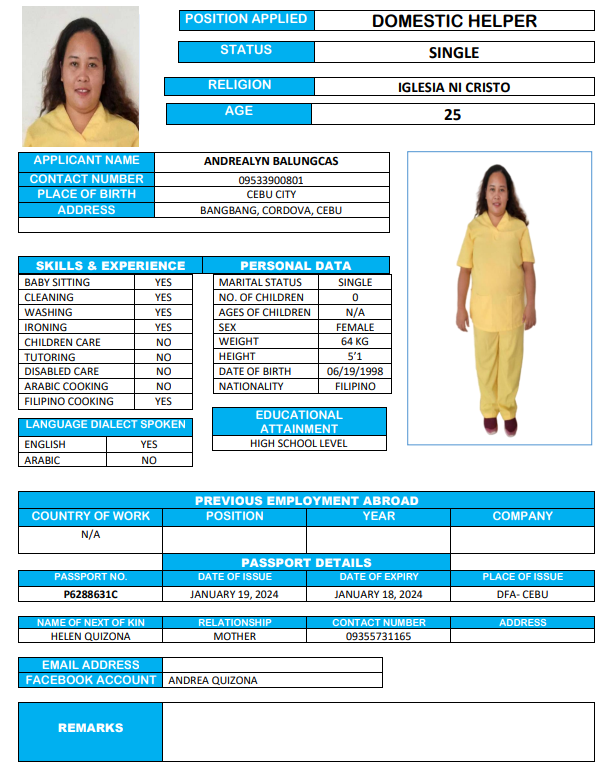 POSITION APPLIED DOMESTIC HELPER
STATUS SINGLE
RELIGION IGLESIA NI CRISTO
AGE 25
APPLICANT NAME ANDREALYN BALUNGCAS
CONTACT NUMBER 09533900801
PLACE OF BIRTH CEBU CITY
ADDRESS BANGBANG, CORDOVA, CEBU
SKILLS & EXPERIENCE
BABY SITTING YES
CLEANING YES
WASHING YES
IRONING YES
CHILDREN CARE NO
TUTORING NO
DISABLED CARE NO
ARABIC COOKING NO
FILIPINO COOKING YES
LANGUAGE DIALECT SPOKEN
ENGLISH YES
ARABIC NO
PERSONAL DATA
MARITAL STATUS SINGLE
NO. OF CHILDREN 0
AGES OF CHILDREN N/A
SEX FEMALE
WEIGHT 64 KG
HEIGHT 5'1
DATE OF BIRTH 06/19/1998
NATIONALITY FILIPINO
EDUCATIONAL
ATTAINMENT
HIGH SCHOOL LEVEL
PREVIOUS EMPLOYMENT ABROAD
COUNTRY OF WORK POSITION YEAR COMPANY
N/A
PASSPORT DETAILS
PASSPORT NO. DATE OF ISSUE DATE OF EXPIRY PLACE OF ISSUE
P6288631C JANUARY 19, 2024 JANUARY 18, 2024 DFA- CEBU
NAME OF NEXT OF KIN RELATIONSHIP CONTACT NUMBER ADDRESS
HELEN QUIZONA MOTHER 09355731165
EMAIL ADDRESS
FACEBOOK ACCOUNT ANDREA QUIZONA
REMARKS